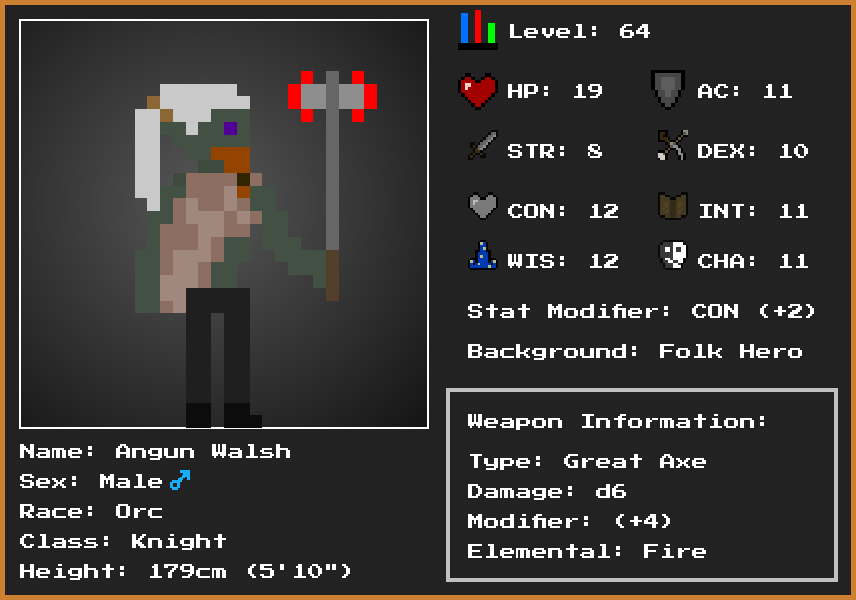 Level: 64
HP: 19
AC: 11
STR: 8
DEX: 10
CON: 12
INT: 11
WIS: 12
CHA: 11
Stat Modifier: CON (+2)
Background: Folk Hero
Weapon Information:
Type: Great Axe
Damage: d6
Modifier: (+4)
Elemental: Fire
Name: Angun Walsh
Sex: Male ♂
Race: Orc
Class: Knight
Height: 179cm (5'10")